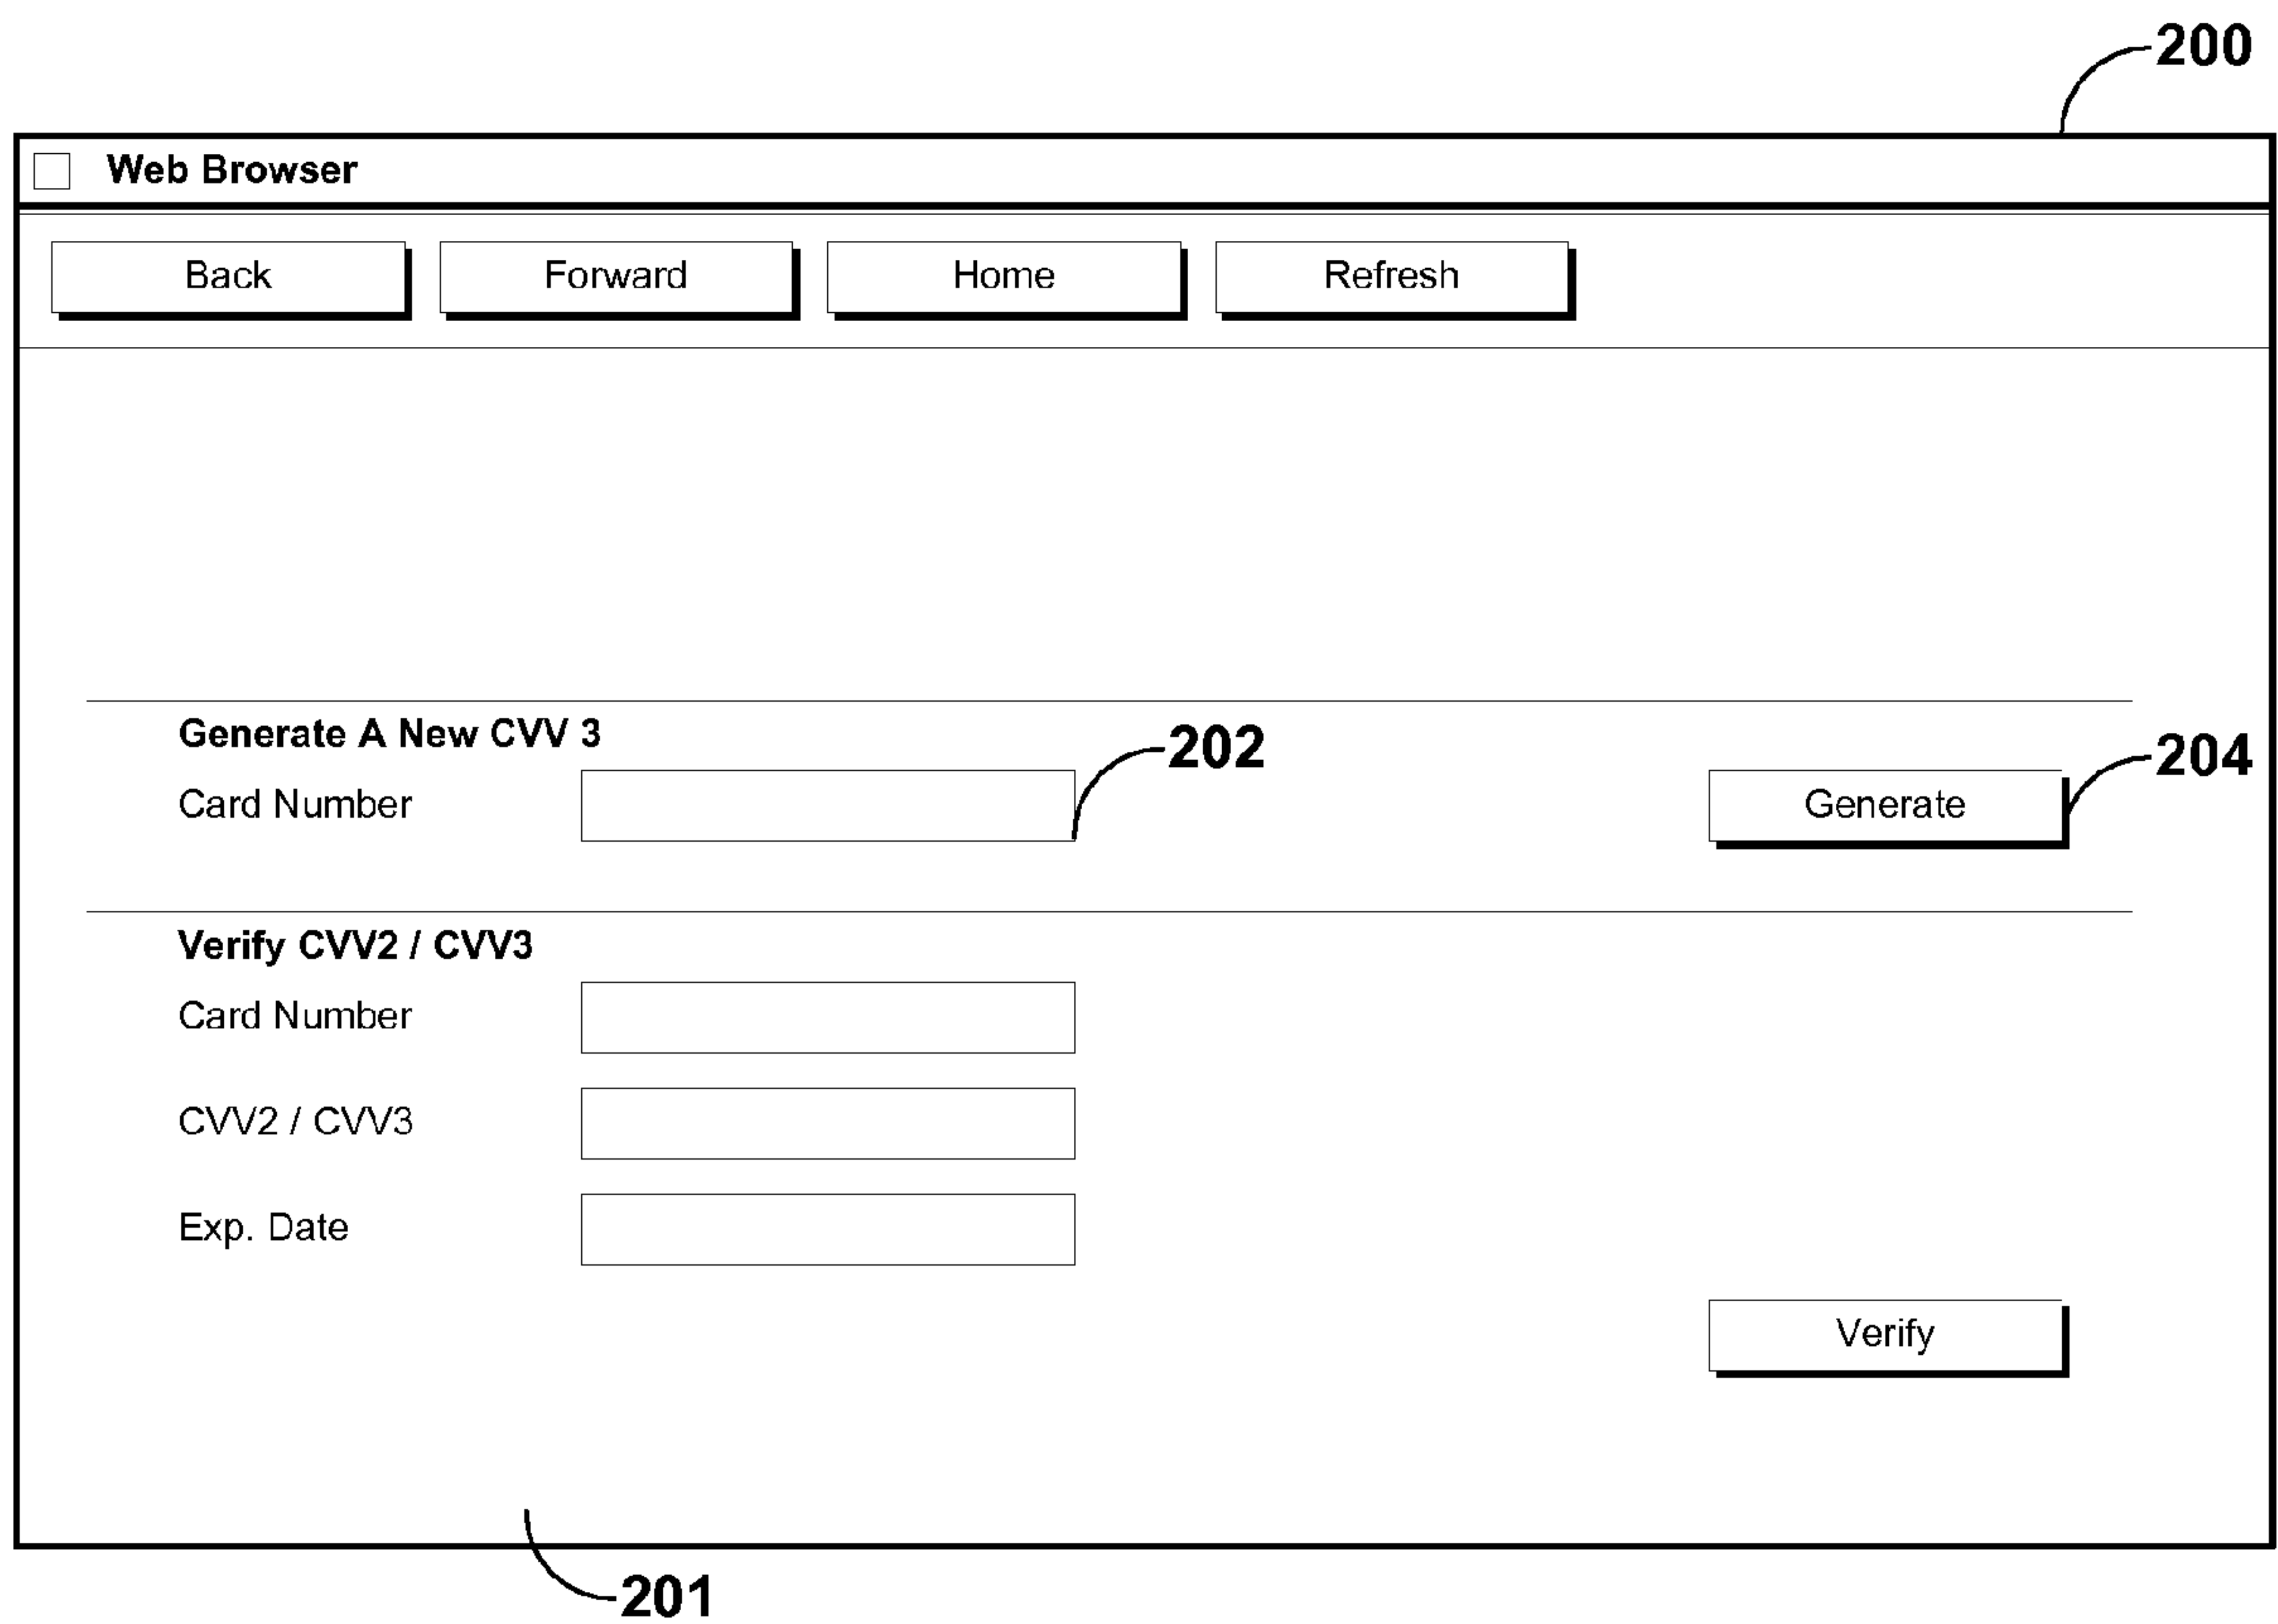 200
Web Browser
Back Forward Home Refresh
Generate A New CVV 3
202
204
Card Number
Generate
Verify CVV2 / CVV3
Card Number
CVV2 / CVV3
Exp. Date
Verify
201